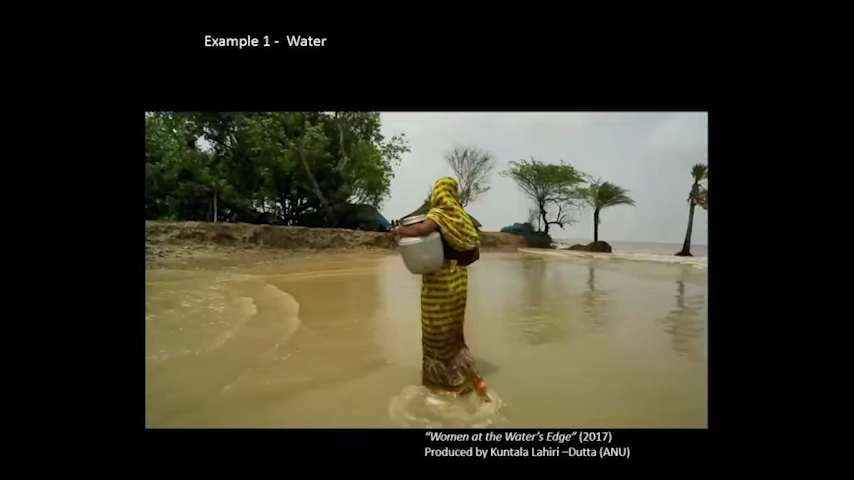 Example 1 - Water
“Women at the Water’s Edge” (2017)
Produced by Kuntala Lahiri –Dutta (ANU)